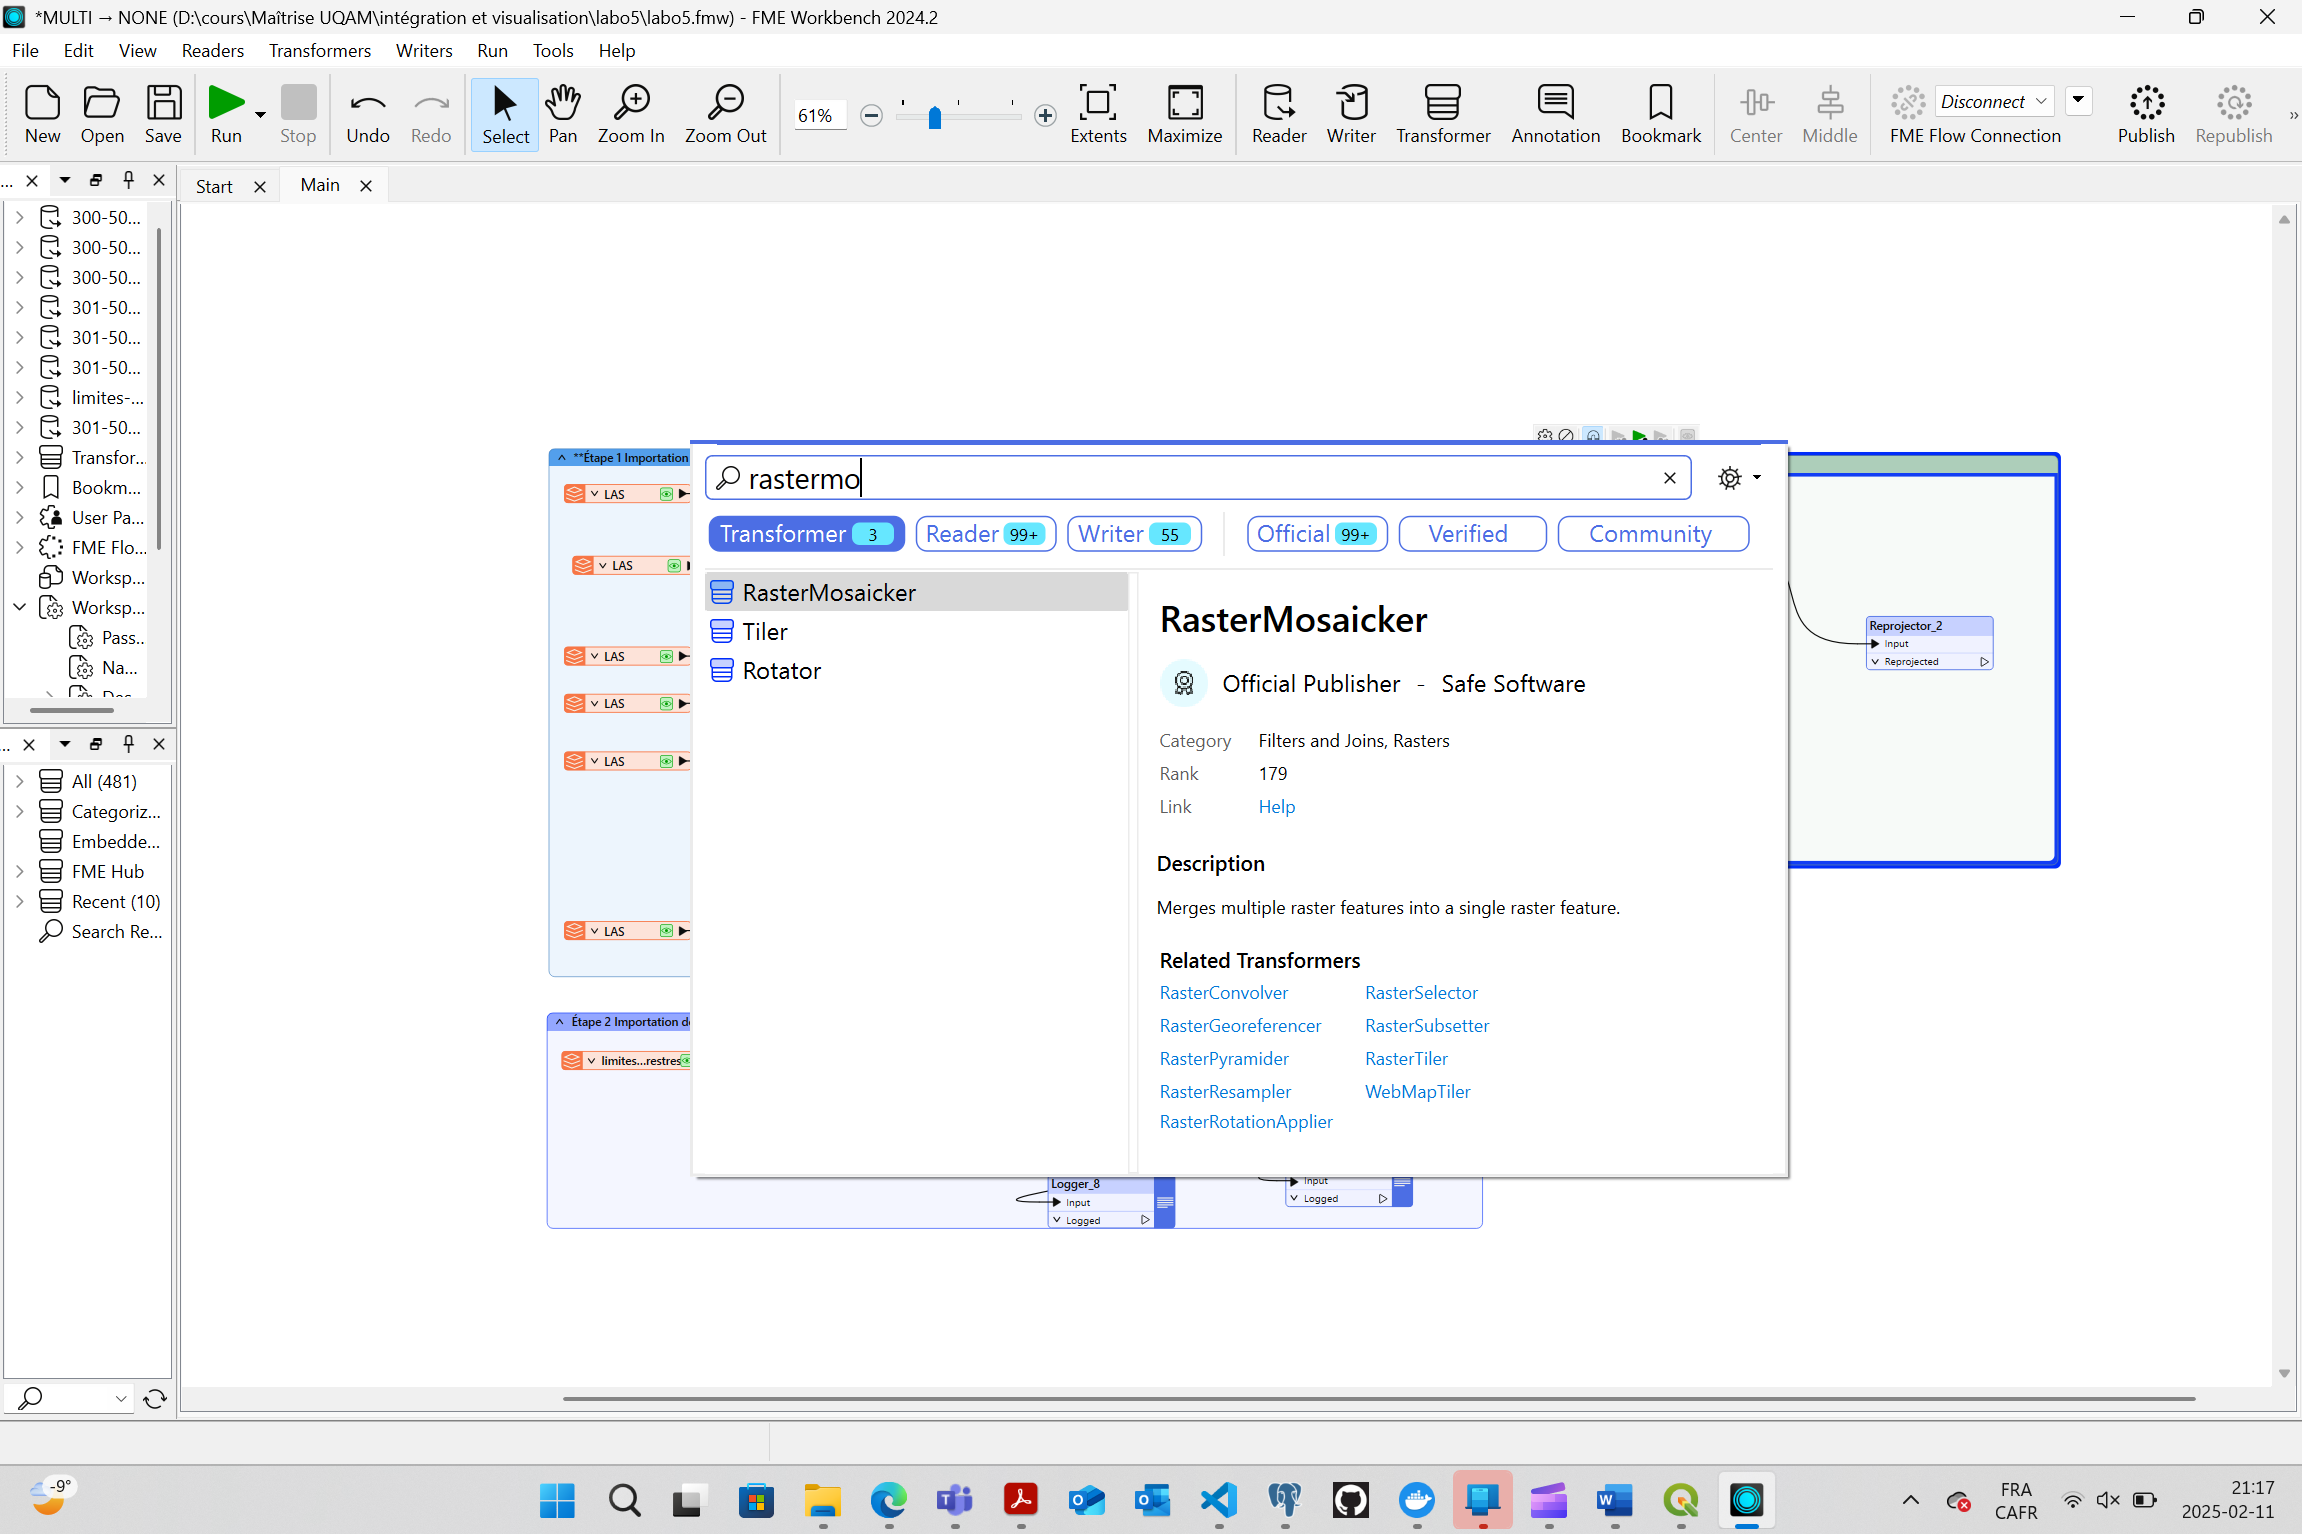 *MULTI → NONE (D:\cours\Maîtrise UQAM\intégration et visualisation\labo5\labo5.fmw) - FME Workbench 2024.2
File Edit View Readers Transformers Writers Run Tools Help
New Open Save Run Stop Undo Redo Select Pan Zoom In Zoom Out 61% Extents Maximize Reader Writer Transformer Annotation Bookmark Center Middle Disconnect FME Flow Connection Publish Republish
... Start Main
300-50...
300-50...
300-50...
301-50...
301-50...
301-50...
limites-...
301-50...
Transfor...
Bookm...
User Pa...
FME Flo...
Worksp...
Worksp...
Pass...
Na...
...
All (481)
Categoriz...
Embedde...
FME Hub
Recent (10)
Search Re...
**Étape 1 Importation
LAS
LAS
LAS
LAS
LAS
LAS
Étape 2 Importation de
limites...restres
rastermo
Transformer 3 Reader 99+ Writer 55 Official 99+ Verified Community
RasterMosaicker
Tiler
Rotator
RasterMosaicker
Official Publisher - Safe Software
Category Filters and Joins, Rasters
Rank 179
Link Help
Description
Merges multiple raster features into a single raster feature.
Related Transformers
RasterConvolver RasterSelector
RasterGeoreferencer RasterSubsetter
RasterPyramider RasterTiler
RasterResampler WebMapTiler
RasterRotationApplier
Reprojector_2
Input
Reprojected
Logger_8
Input
Logged
Input
Logged
-9°
FRA
CAFR
21:17
2025-02-11